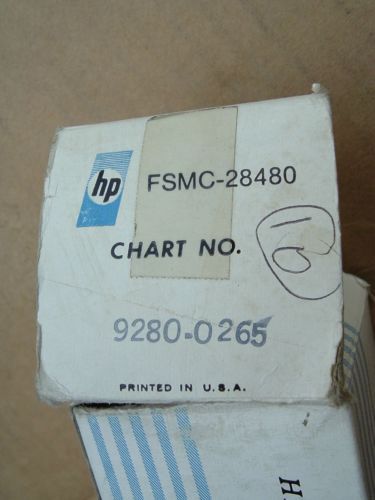 hp
FSMC-28480
CHART NO.
9280-0265
PRINTED IN U.S.A.